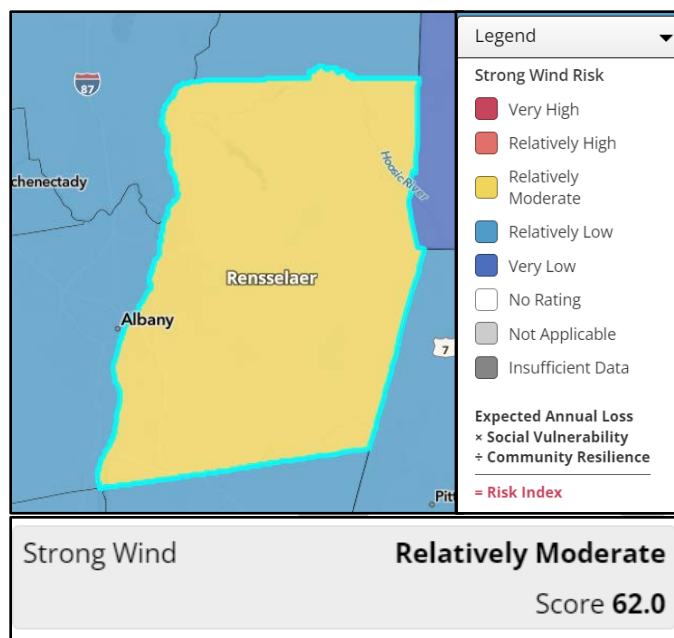 87
chenectady
Hoosic River
Rensselaer
Albany
7
Pit
Legend
Strong Wind Risk
Very High
Relatively High
Relatively
Moderate
Relatively Low
Very Low
No Rating
Not Applicable
Insufficient Data
Expected Annual Loss
× Social Vulnerability
÷ Community Resilience
= Risk Index
Strong Wind
Relatively Moderate
Score 62.0